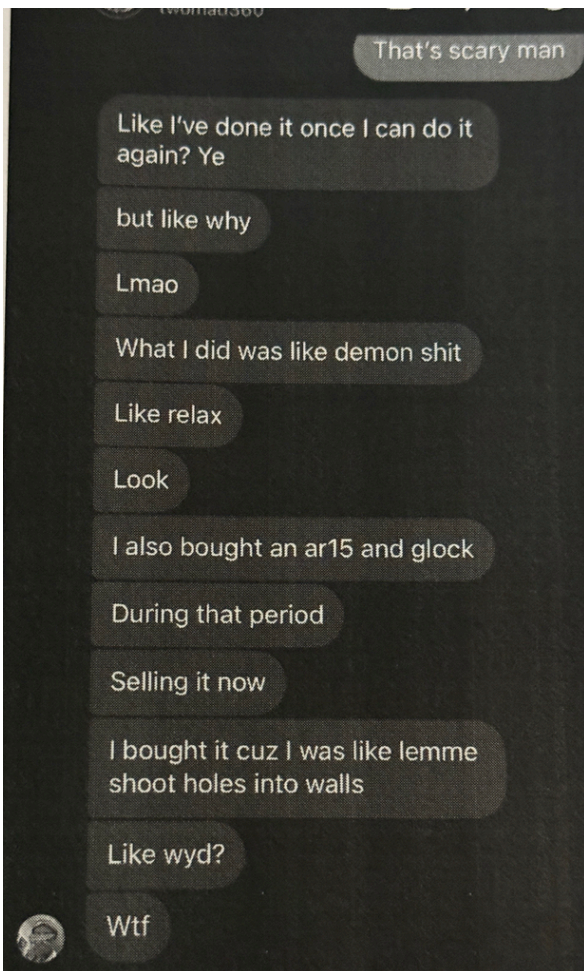 That's scary man
Like I've done it once I can do it
again? Ye
but like why
Lmao
What I did was like demon shit
Like relax
Look
I also bought an ar15 and glock
During that period
Selling it now
I bought it cuz I was like lemme
shoot holes into walls
Like wyd?
Wtf